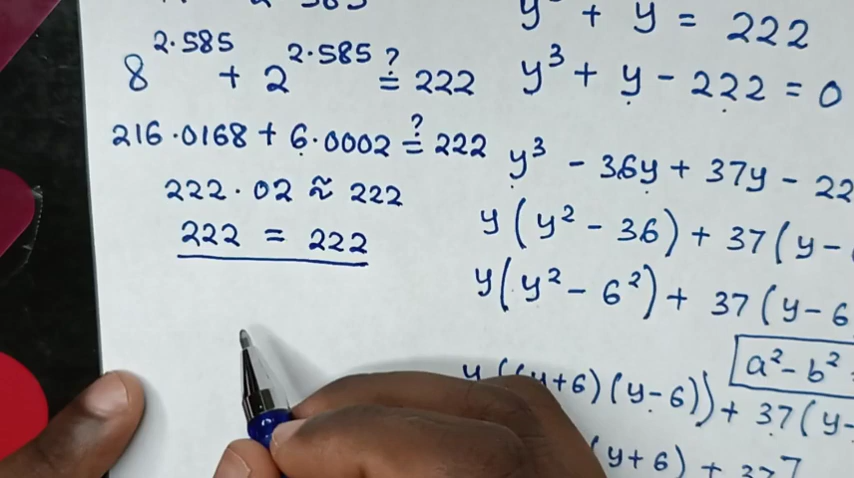 8^2.585 + 2^2.585 ?= 222
216.0168 + 6.0002 ?= 222
222.02 ≈ 222
222 = 222
y + y = 222
y³ + y - 222 = 0
y³ - 36y + 37y - 22
y(y² - 36) + 37(y -
y(y² - 6²) + 37(y - 6
a² - b²
y((y+6)(y-6)) + 37(y -
(y+6) + 37